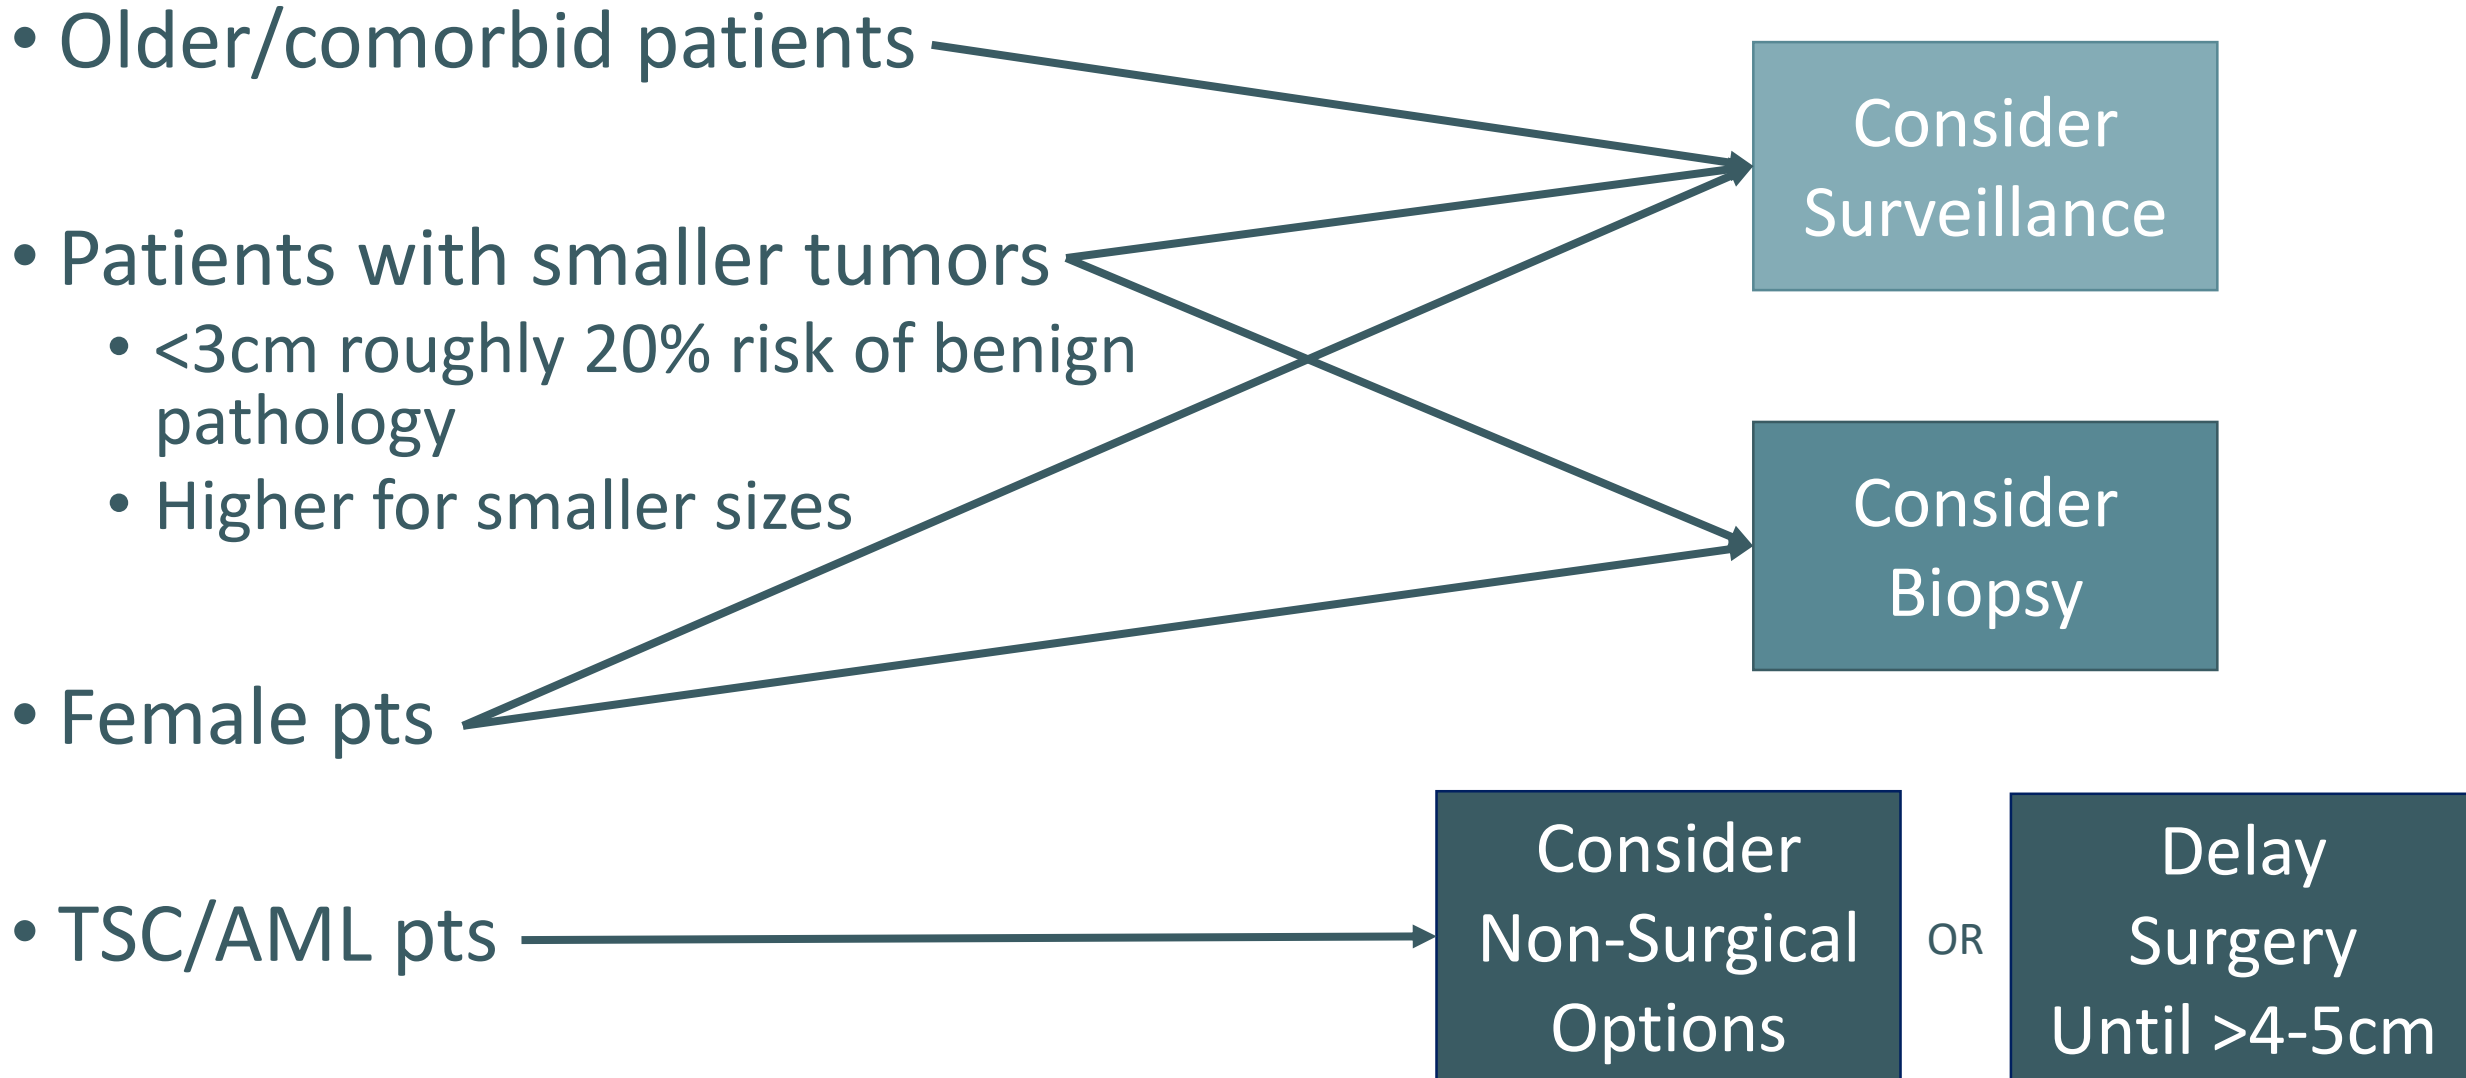 • Older/comorbid patients
• Patients with smaller tumors
• <3cm roughly 20% risk of benign
pathology
• Higher for smaller sizes
• Female pts
• TSC/AML pts
Consider
Surveillance
Consider
Biopsy
Consider
Non-Surgical
Options
OR
Delay
Surgery
Until >4-5cm